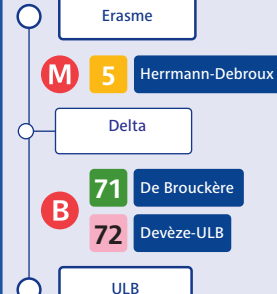 Erasme
M 5 Herrmann-Debroux
Delta
71 De Brouckère
B
72 Devèze-ULB
ULB